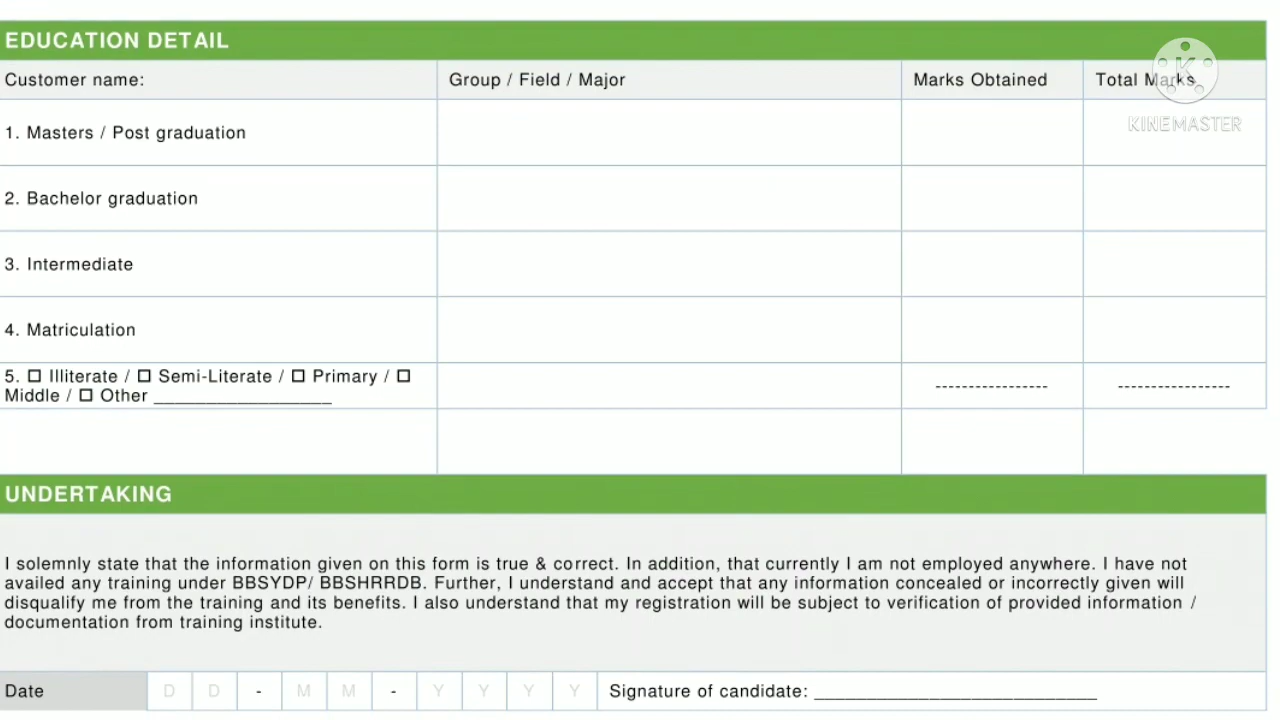 EDUCATION DETAIL
Customer name: Group / Field / Major Marks Obtained Total Marks
KINEMASTER
1. Masters / Post graduation
2. Bachelor graduation
3. Intermediate
4. Matriculation
5. ☐ Illiterate / ☐ Semi-Literate / ☐ Primary / ☐
Middle / ☐ Other _________________ ----------------- -----------------
UNDERTAKING
I solemnly state that the information given on this form is true & correct. In addition, that currently I am not employed anywhere. I have not
availed any training under BBSYDP/ BBSHRRDB. Further, I understand and accept that any information concealed or incorrectly given will
disqualify me from the training and its benefits. I also understand that my registration will be subject to verification of provided information /
documentation from training institute.
Date D D - M M - Y Y Y Y Signature of candidate: ___________________________